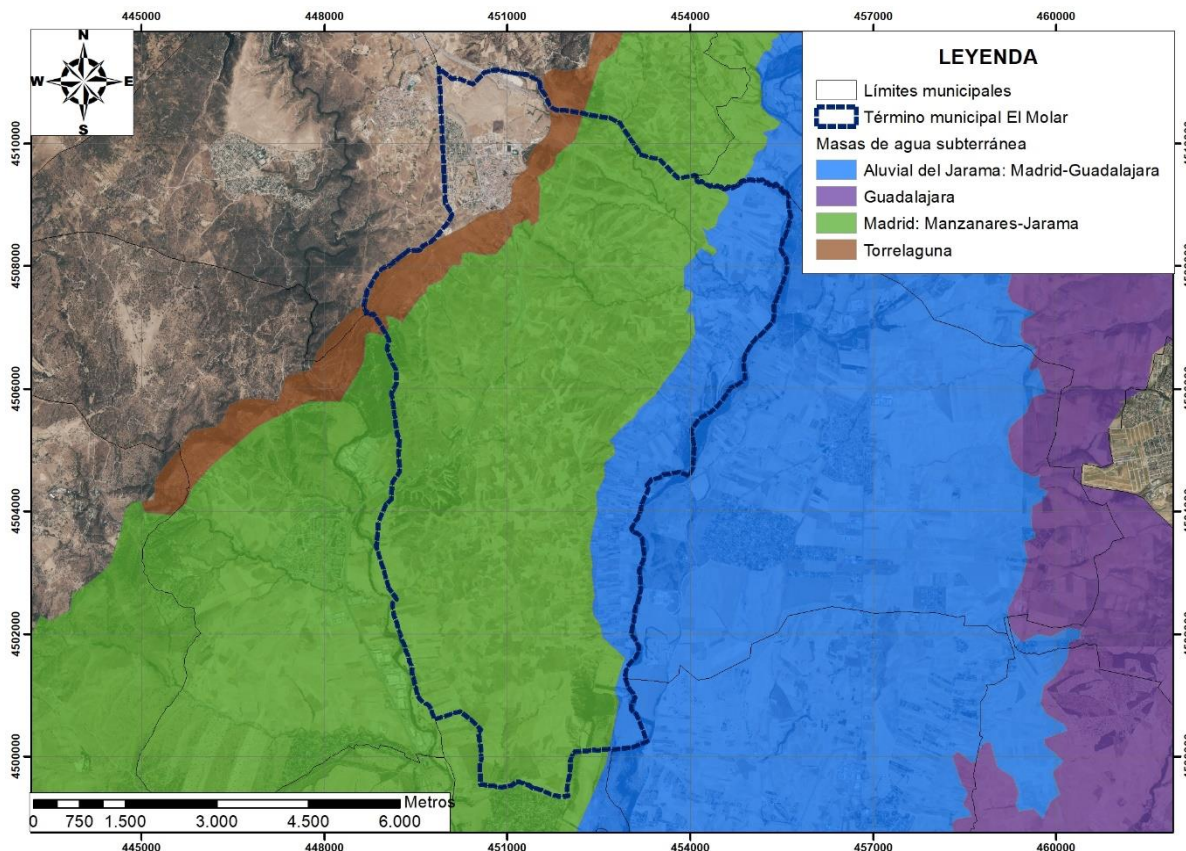 445000 448000 451000 454000 457000 460000
N
W E
S
LEYENDA
Límites municipales
Término municipal El Molar
Masas de agua subterránea
Aluvial del Jarama: Madrid-Guadalajara
Guadalajara
Madrid: Manzanares-Jarama
Torrelaguna
4510000
4508000 4508000
4506000
4504000 4504000
4502000
4500000
Metros
0 750 1.500 3.000 4.500 6.000
445000 448000 451000 454000 457000 460000